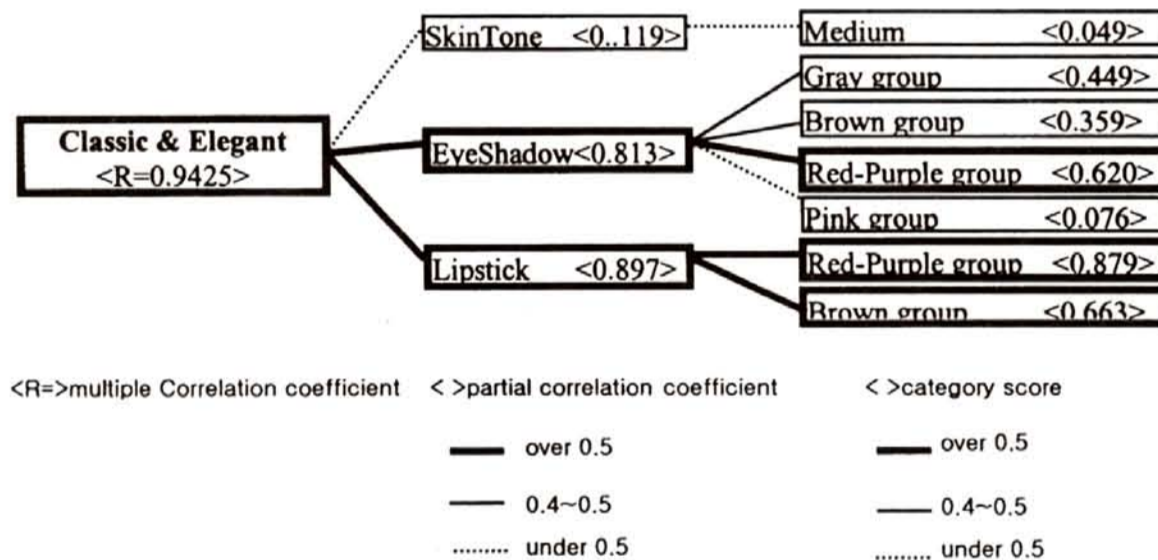 SkinTone <0..119>
Medium <0.049>
Gray group <0.449>
Classic & Elegant
<R=0.9425>
Brown group <0.359>
EyeShadow<0.813>
Red-Purple group <0.620>
Pink group <0.076>
Lipstick <0.897>
Red-Purple group <0.879>
Brown group <0.663>
<R=>multiple Correlation coefficient < >partial correlation coefficient < >category score
over 0.5 over 0.5
0.4~0.5 0.4~0.5
under 0.5 under 0.5